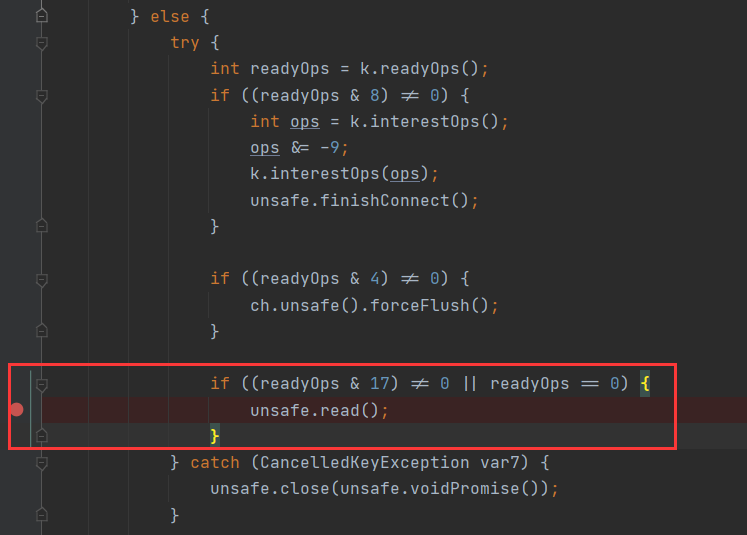 } else {
try {
int readyOps = k.readyOps();
if ((readyOps & 8) ≠ 0) {
int ops = k.interestOps();
ops &= -9;
k.interestOps(ops);
unsafe.finishConnect();
}
if ((readyOps & 4) ≠ 0) {
ch.unsafe().forceFlush();
}
if ((readyOps & 17) ≠ 0 || readyOps == 0) {
unsafe.read();
}
} catch (CancelledKeyException var7) {
unsafe.close(unsafe.voidPromise());
}